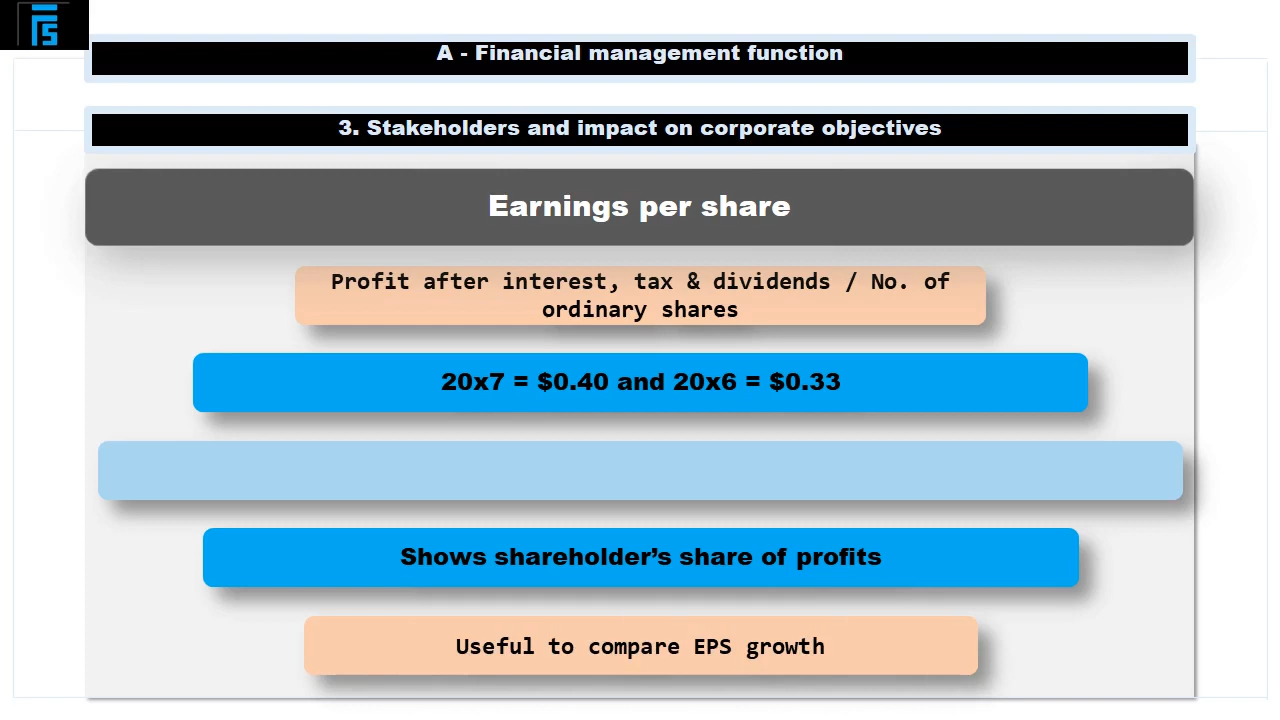 A - Financial management function
3. Stakeholders and impact on corporate objectives
Earnings per share
Profit after interest, tax & dividends / No. of
ordinary shares
20x7 = $0.40 and 20x6 = $0.33
Shows shareholder’s share of profits
Useful to compare EPS growth